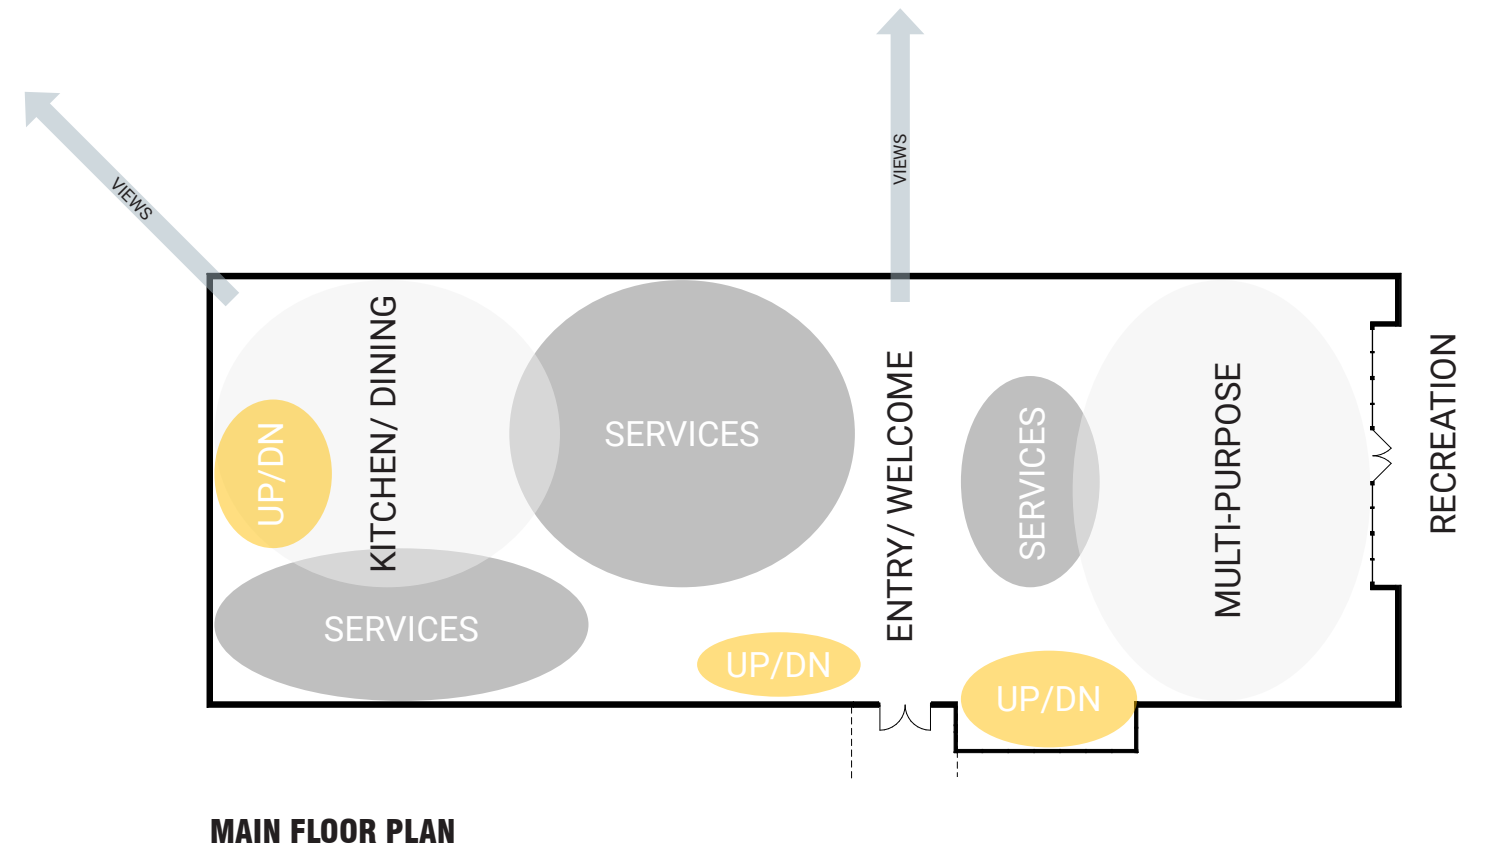 VIEWS
VIEWS
KITCHEN/ DINING
UP/DN
SERVICES
SERVICES
UP/DN
ENTRY/ WELCOME
SERVICES
UP/DN
MULTI-PURPOSE
RECREATION
MAIN FLOOR PLAN